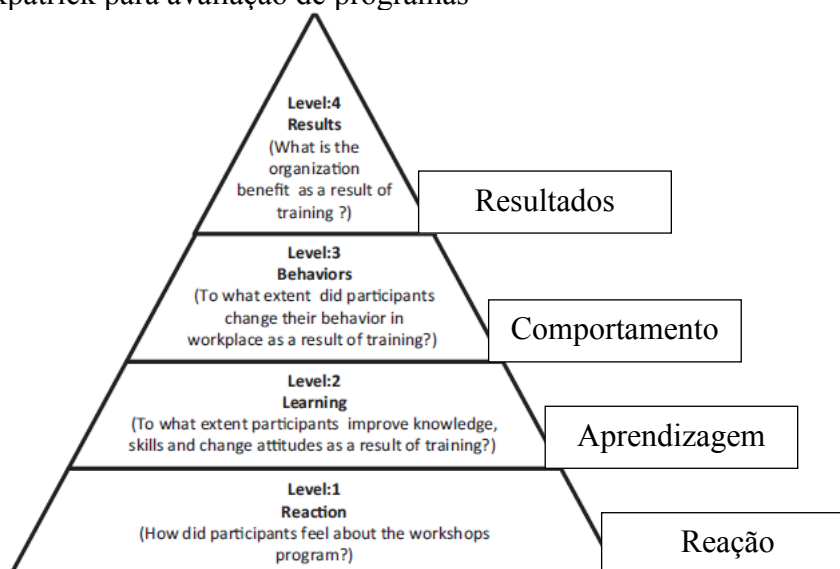 xpatrick para avaliação de programas
Level:4
Results
(What is the
organization
benefit as a result of
training ?)
Resultados
Level:3
Behaviors
(To what extent did participants
change their behavior in
workplace as a result of training?)
Comportamento
Level:2
Learning
(To what extent participants improve knowledge,
skills and change attitudes as a result of training?)
Aprendizagem
Level:1
Reaction
(How did participants feel about the workshops
program?)
Reação